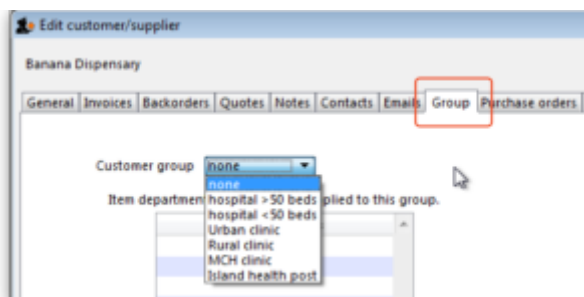 Edit customer/supplier
Banana Dispensary
General Invoices Backorders Quotes Notes Contacts Emails Group Purchase orders
Customer group none
none
Item departmen plied to this group.
hospital >50 beds
hospital <50 beds
Urban clinic
Rural clinic
MCH clinic
Island health post